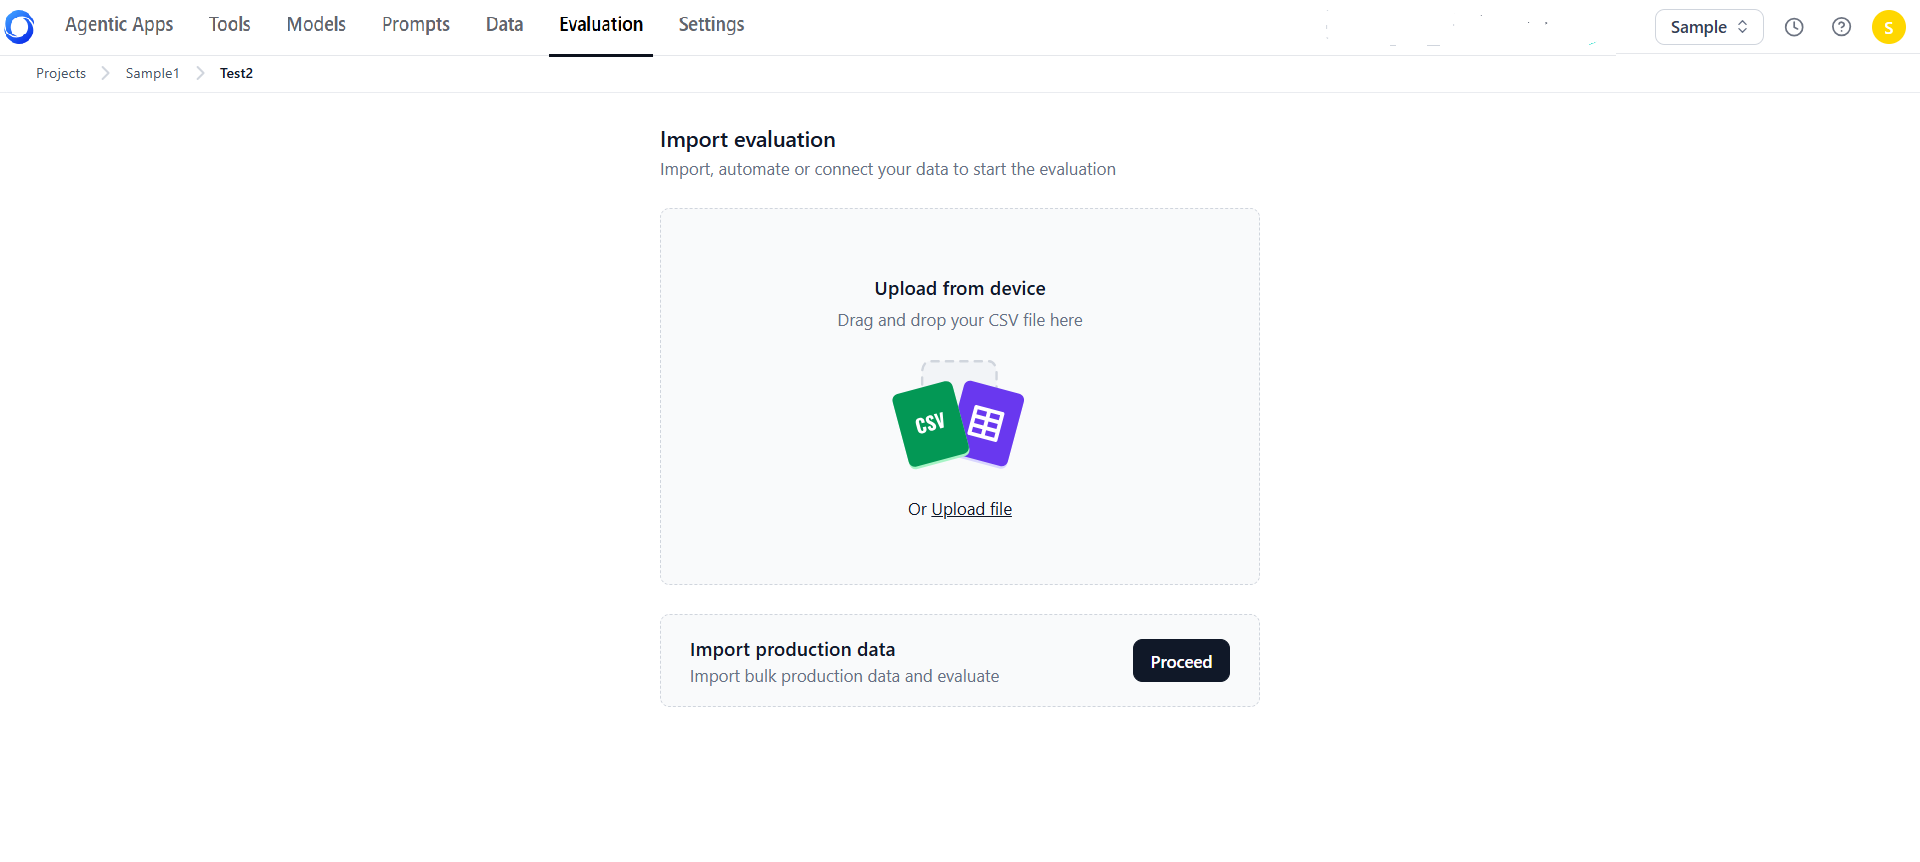 Agentic Apps Tools Models Prompts Data Evaluation Settings Sample S
Projects Sample1 Test2
Import evaluation
Import, automate or connect your data to start the evaluation
Upload from device
Drag and drop your CSV file here
CSV
Or Upload file
Import production data
Import bulk production data and evaluate
Proceed